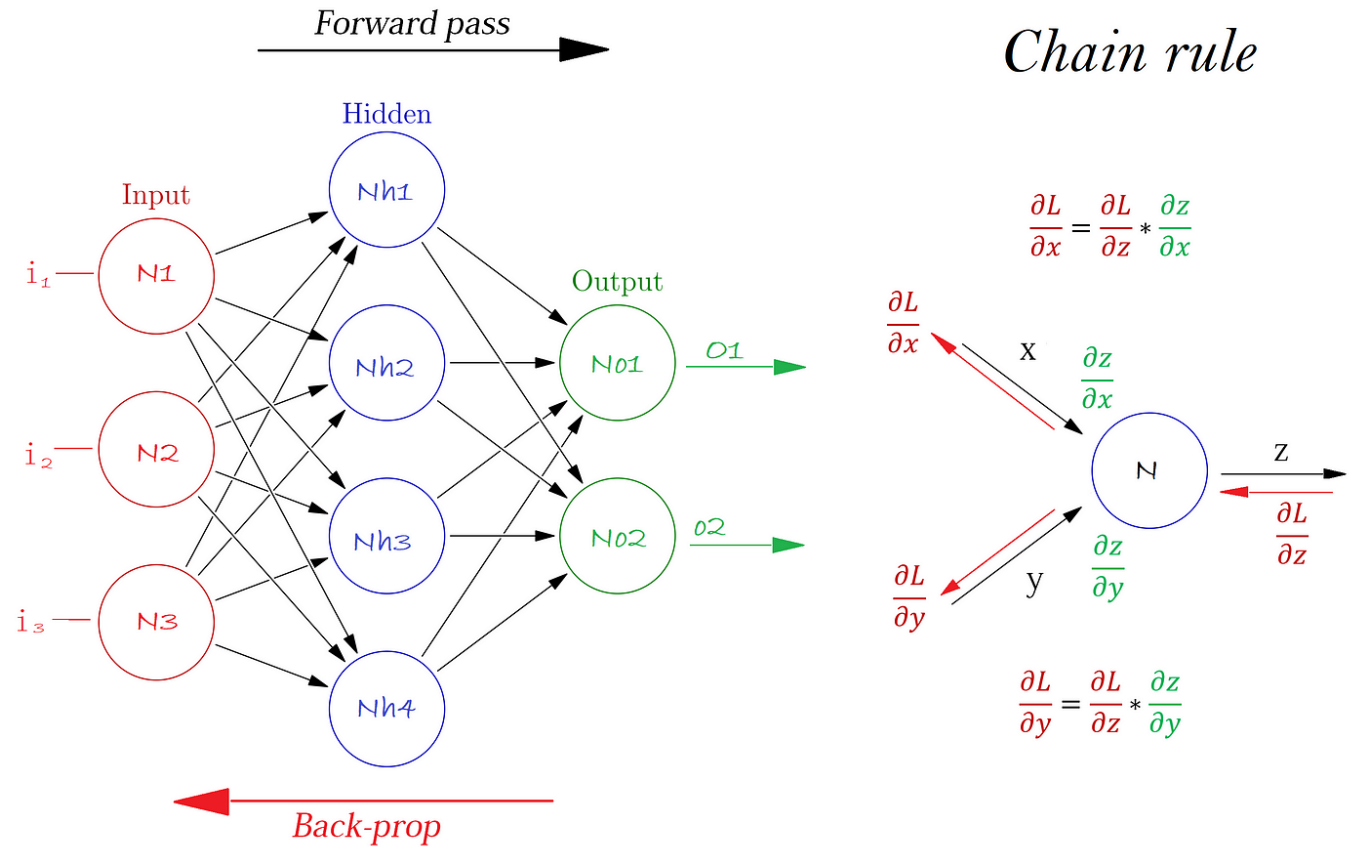 Forward pass
Hidden
Input
Nh1
N1
i₁
Nh2
N2
i₂
Nh3
N3
i₃
Nh4
Output
No1
O1
No2
o2
Back-prop
Chain rule
∂L/∂x = ∂L/∂z * ∂z/∂x
∂L/∂x
x
∂z/∂x
N
z
∂L/∂z
∂z/∂y
y
∂L/∂y
∂L/∂y = ∂L/∂z * ∂z/∂y